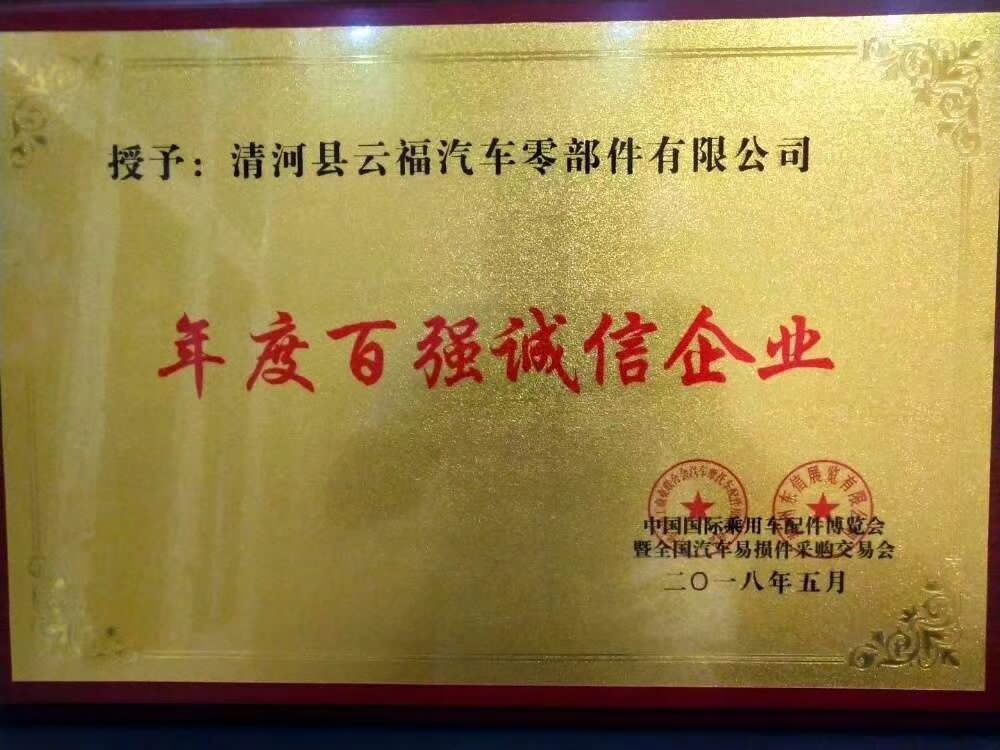 授予：清河县云福汽车零部件有限公司
年度百强诚信企业
中国国际乘用车配件博览会
暨全国汽车易损件采购交易会
二〇一八年五月